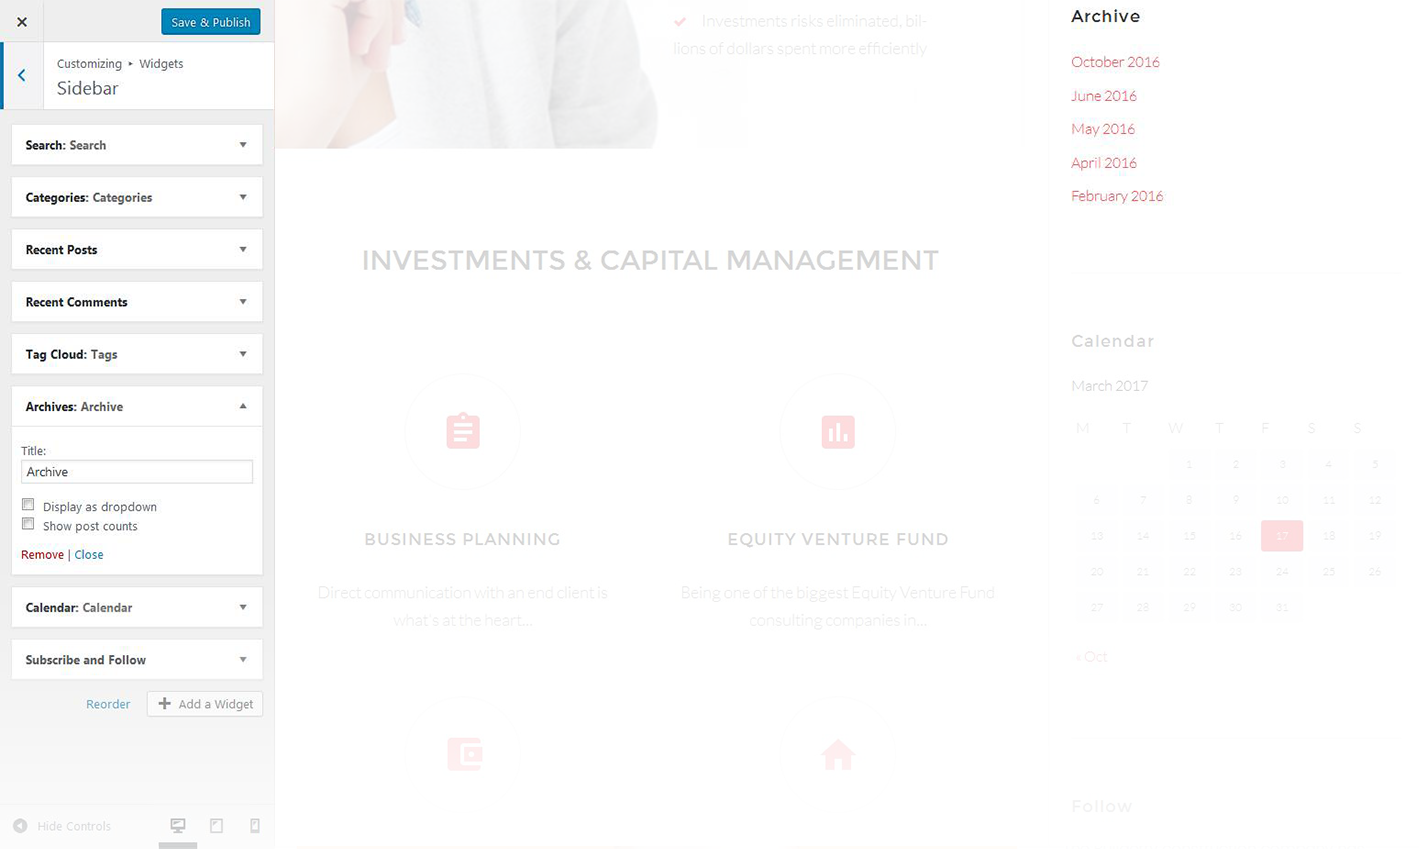 Save & Publish
Customizing ▸ Widgets
Sidebar
Search: Search
Categories: Categories
Recent Posts
Recent Comments
Tag Cloud: Tags
Archives: Archive
Title:
Archive
Display as dropdown
Show post counts
Remove | Close
Calendar: Calendar
Subscribe and Follow
Reorder
Add a Widget
Hide Controls
Investments risks eliminated, bil-
lions of dollars spent more efficiently
INVESTMENTS & CAPITAL MANAGEMENT
BUSINESS PLANNING
Direct communication with an end client is
what's at the heart...
EQUITY VENTURE FUND
Being one of the biggest Equity Venture Fund
consulting companies in...
Archive
October 2016
June 2016
May 2016
April 2016
February 2016
Calendar
March 2017
M T W T F S S
1 2 3 4 5
6 7 8 9 10 11 12
13 14 15 16 17 18 19
20 21 22 23 24 25 26
27 28 29 30 31
‹ Oct
Follow